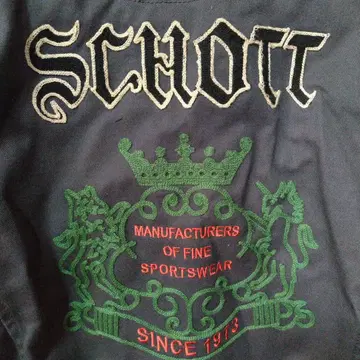 SCHOTT
MANUFACTURERS
OF FINE
SPORTSWEAR
SINCE 1913